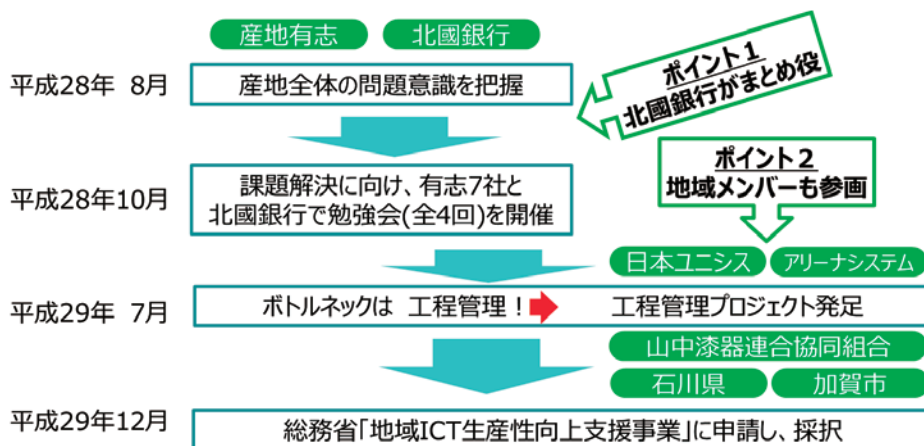 産地有志 北國銀行
平成28年 8月
産地全体の問題意識を把握
ポイント1
北國銀行がまとめ役
平成28年10月
課題解決に向け、有志7社と
北國銀行で勉強会(全4回)を開催
ポイント2
地域メンバーも参画
日本ユニシス アリーナシステム
平成29年 7月
ボトルネックは 工程管理! 工程管理プロジェクト発足
山中漆器連合協同組合
石川県 加賀市
平成29年12月
総務省「地域ICT生産性向上支援事業」に申請し、採択